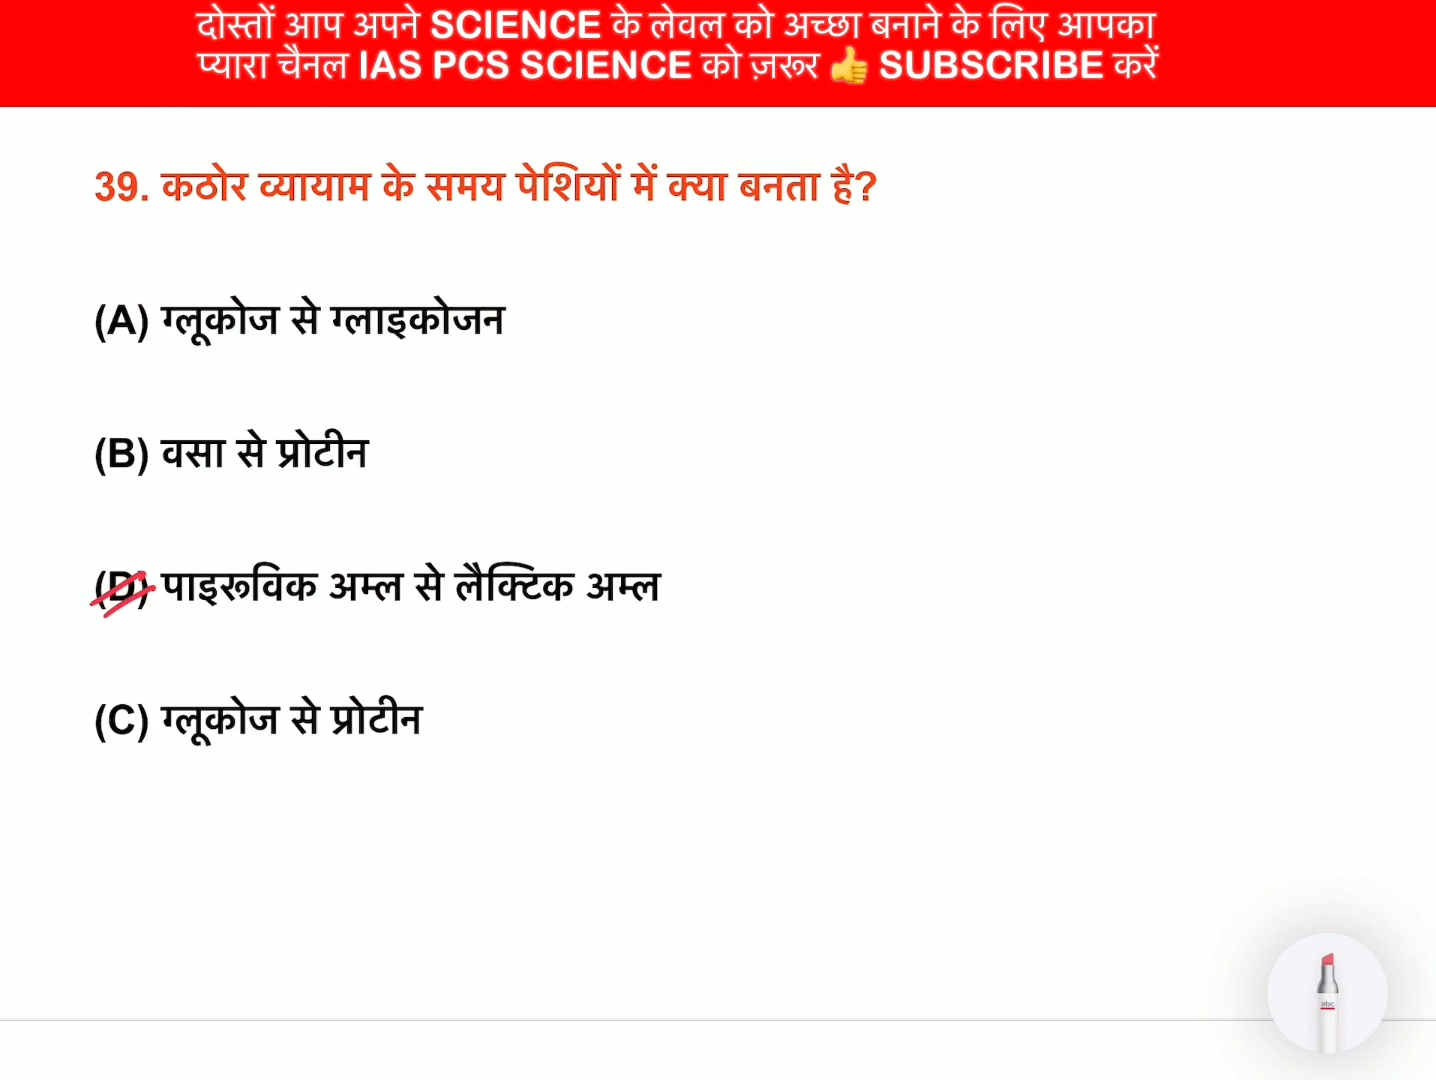 दोस्तों आप अपने SCIENCE के लेवल को अच्छा बनाने के लिए आपका
प्यारा चैनल IAS PCS SCIENCE को ज़रूर 👍 SUBSCRIBE करें
39. कठोर व्यायाम के समय पेशियों में क्या बनता है?
(A) ग्लूकोज से ग्लाइकोजन
(B) वसा से प्रोटीन
(D) पाइरूविक अम्ल से लैक्टिक अम्ल
(C) ग्लूकोज से प्रोटीन
abc